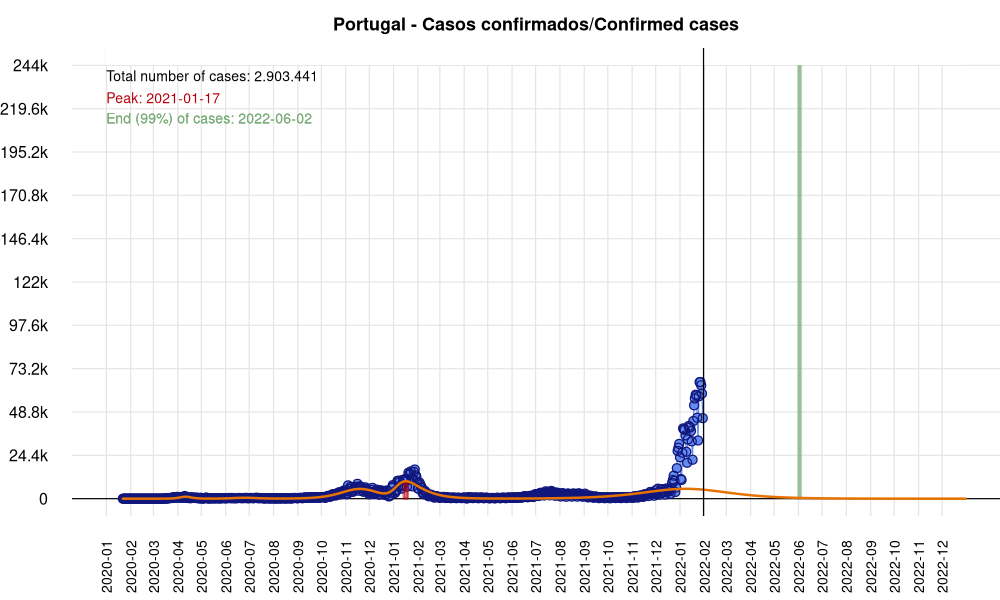 Portugal - Casos confirmados/Confirmed cases
Total number of cases: 2.903.441
Peak: 2021-01-17
End (99%) of cases: 2022-06-02
244k
219.6k
195.2k
170.8k
146.4k
122k
97.6k
73.2k
48.8k
24.4k
0
2020-01
2020-02
2020-03
2020-04
2020-05
2020-06
2020-07
2020-08
2020-09
2020-10
2020-11
2020-12
2021-01
2021-02
2021-03
2021-04
2021-05
2021-06
2021-07
2021-08
2021-09
2021-10
2021-11
2021-12
2022-01
2022-02
2022-03
2022-04
2022-05
2022-06
2022-07
2022-08
2022-09
2022-10
2022-11
2022-12